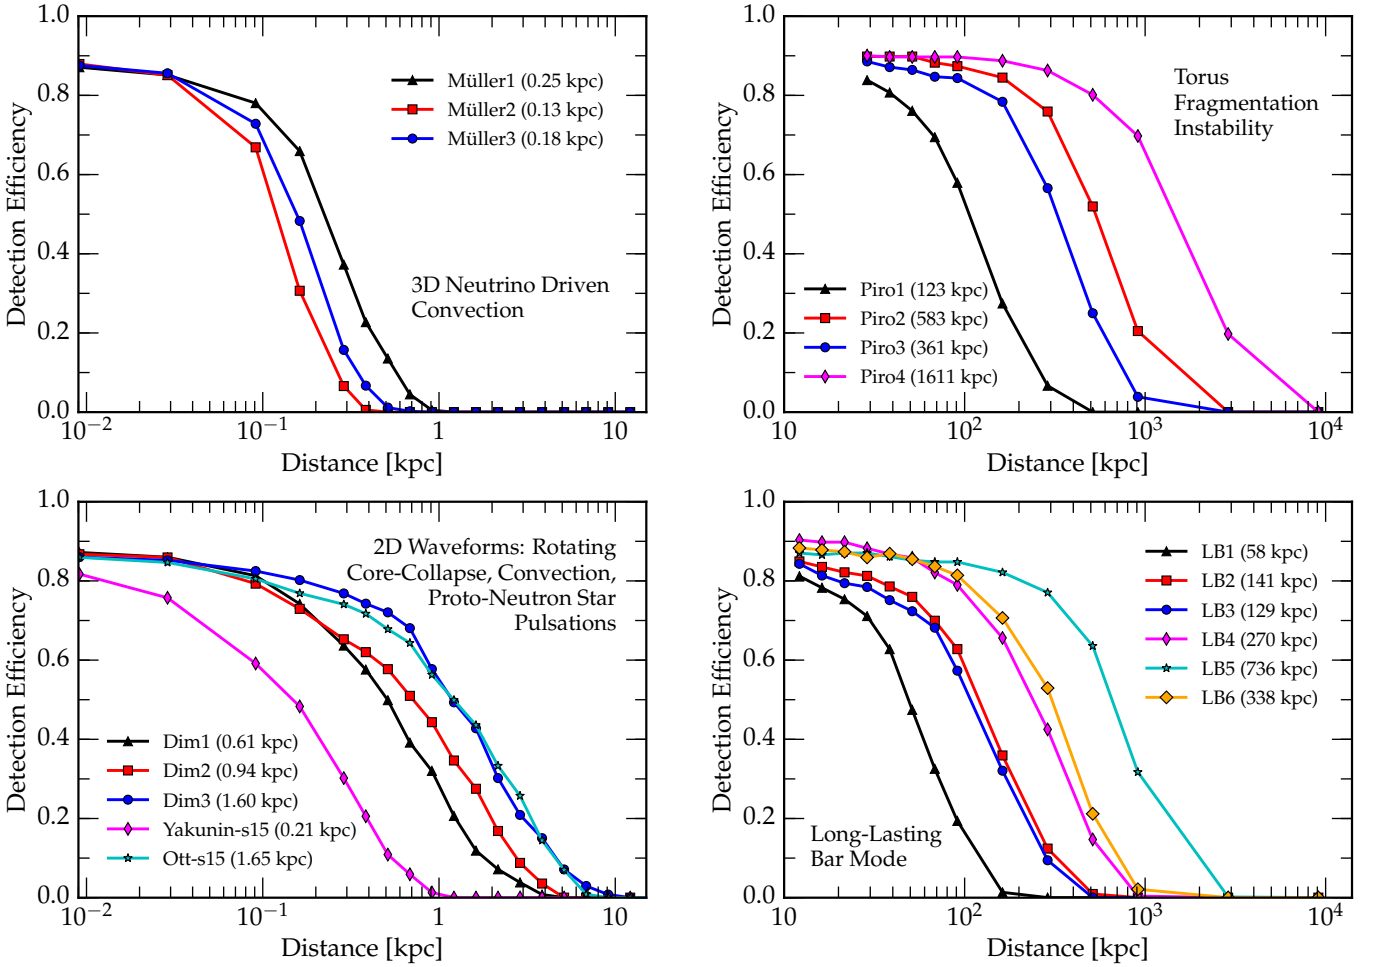 1.0
0.8
0.6
0.4
0.2
0.0
Detection Efficiency
Müller1 (0.25 kpc)
Müller2 (0.13 kpc)
Müller3 (0.18 kpc)
3D Neutrino Driven
Convection
10⁻²
10⁻¹
1
10
Distance [kpc]
1.0
0.8
0.6
0.4
0.2
0.0
Detection Efficiency
Torus
Fragmentation
Instability
Piro1 (123 kpc)
Piro2 (583 kpc)
Piro3 (361 kpc)
Piro4 (1611 kpc)
10
10²
10³
10⁴
Distance [kpc]
1.0
0.8
0.6
0.4
0.2
0.0
Detection Efficiency
2D Waveforms: Rotating
Core-Collapse, Convection,
Proto-Neutron Star
Pulsations
Dim1 (0.61 kpc)
Dim2 (0.94 kpc)
Dim3 (1.60 kpc)
Yakunin-s15 (0.21 kpc)
Ott-s15 (1.65 kpc)
10⁻²
10⁻¹
1
10
Distance [kpc]
1.0
0.8
0.6
0.4
0.2
0.0
Detection Efficiency
LB1 (58 kpc)
LB2 (141 kpc)
LB3 (129 kpc)
LB4 (270 kpc)
LB5 (736 kpc)
LB6 (338 kpc)
Long-Lasting
Bar Mode
10
10²
10³
10⁴
Distance [kpc]